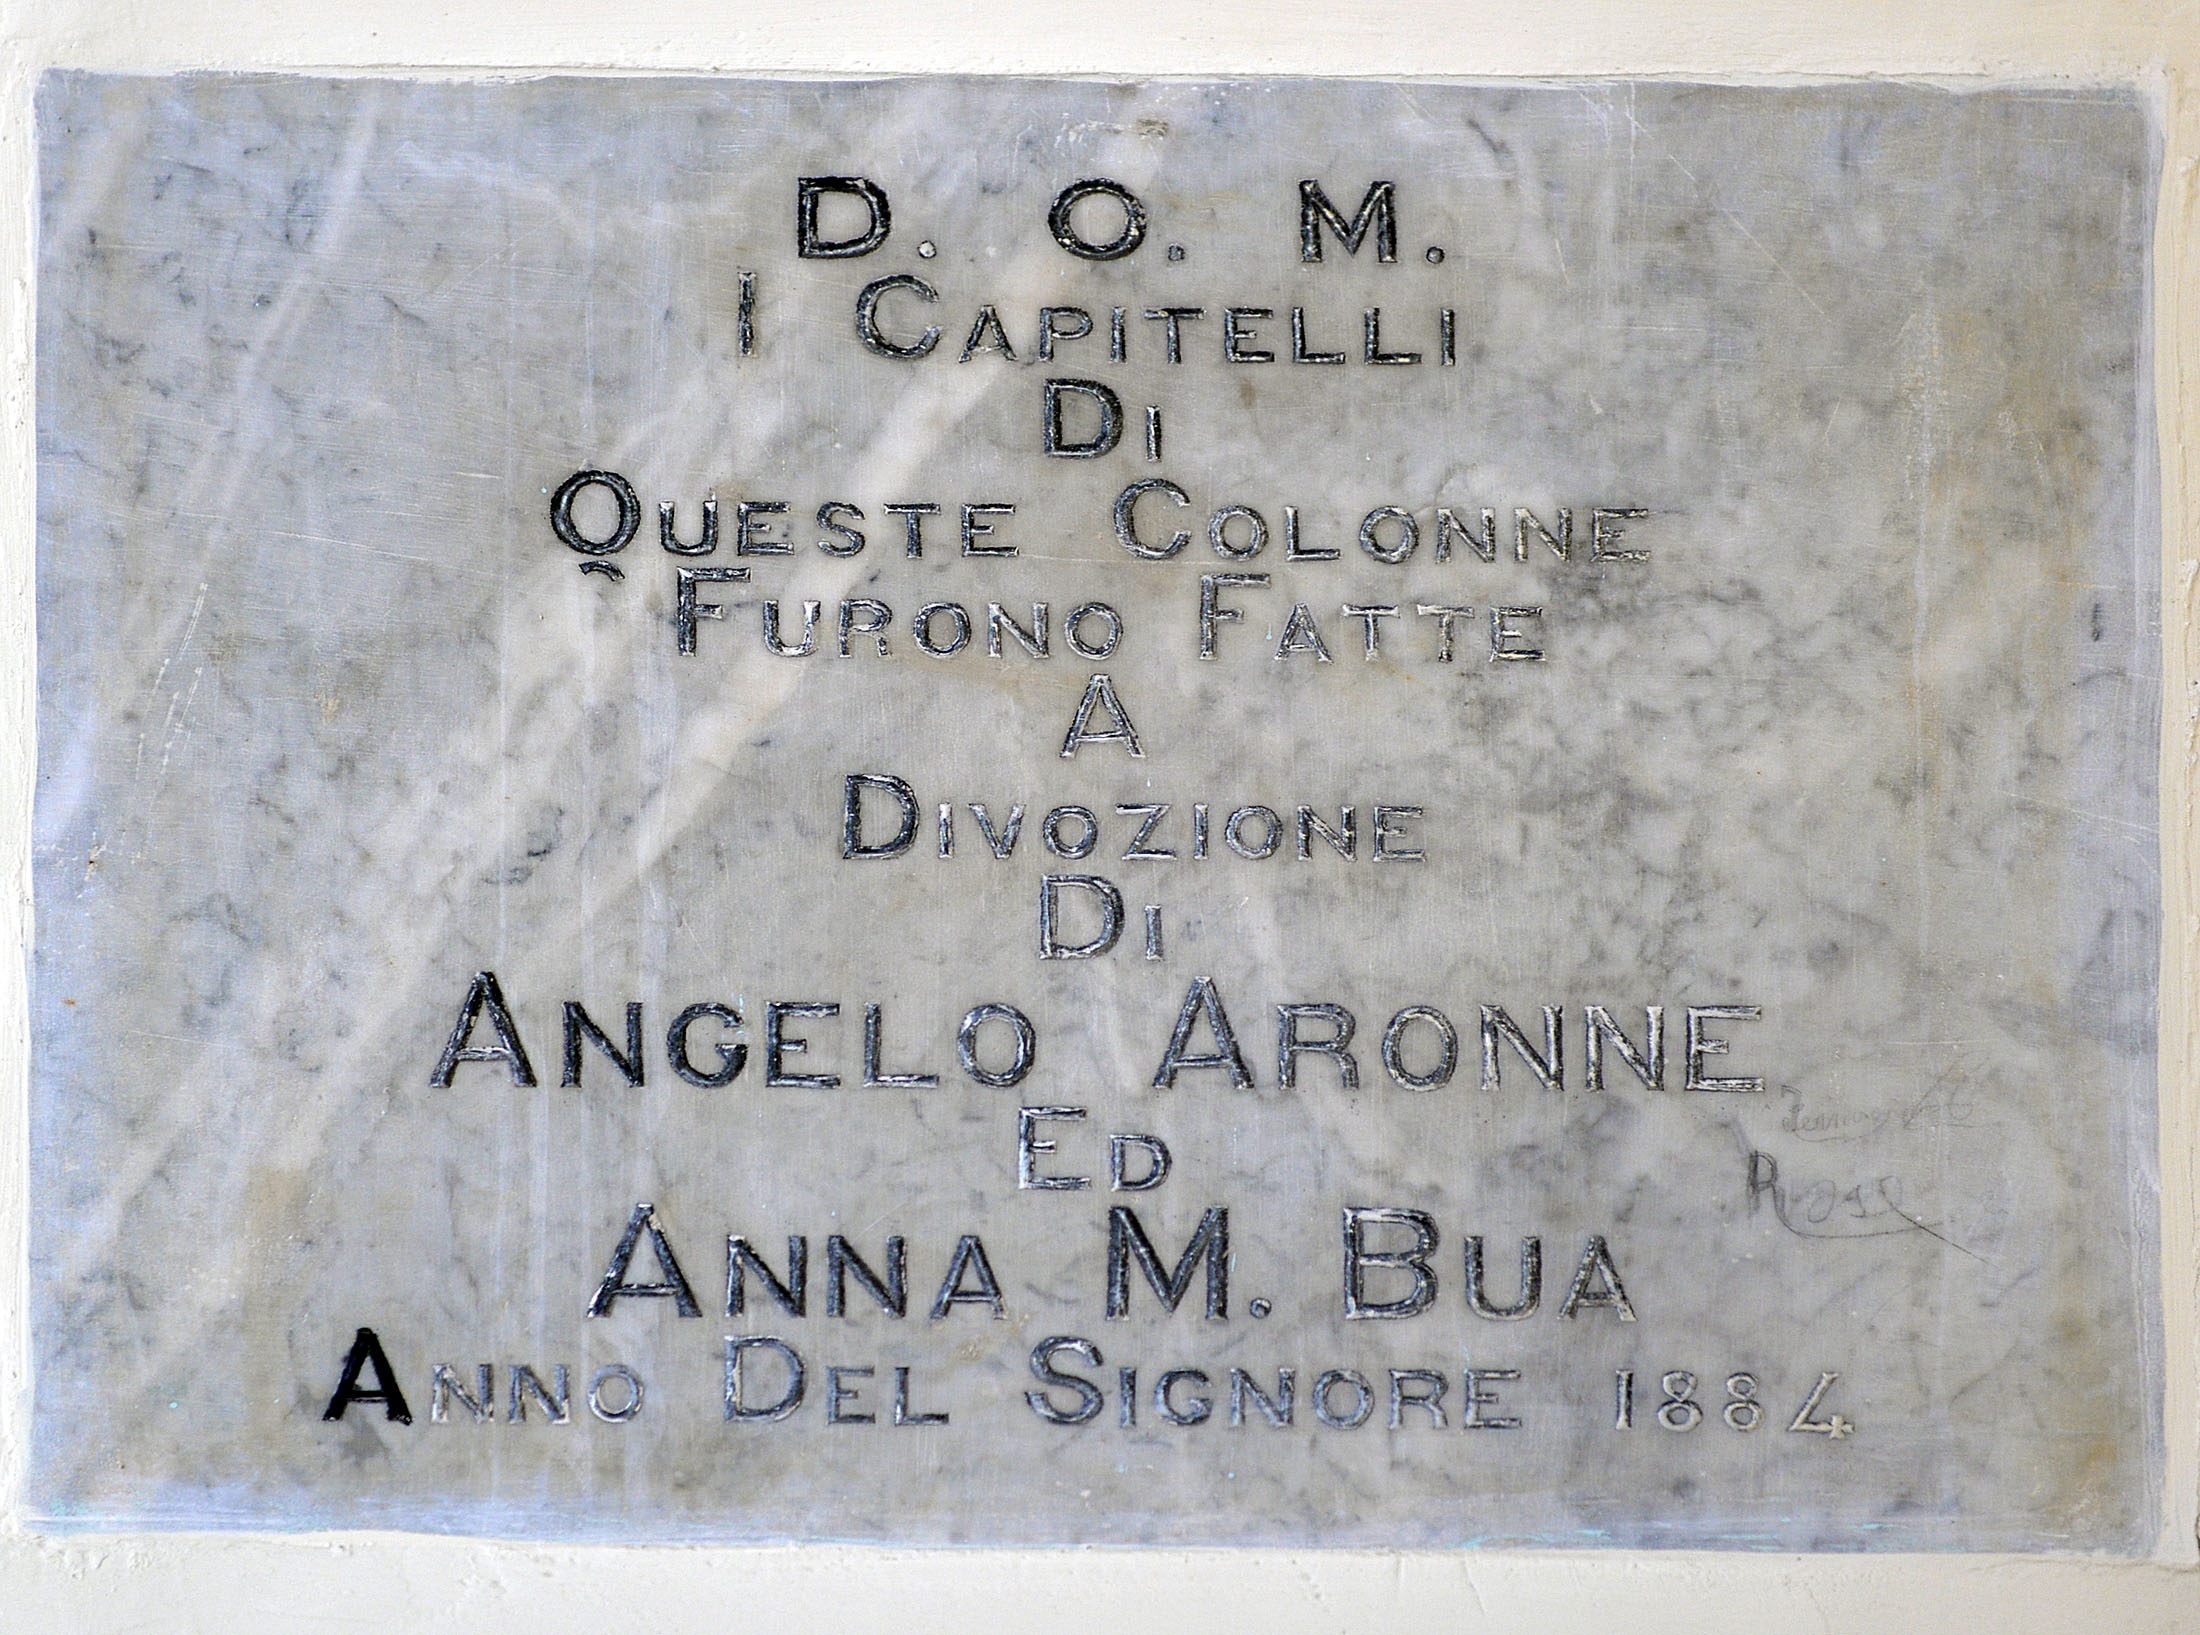 D. O. M.
I CAPITELLI
DI
QUESTE COLONNE
FURONO FATTE
A
DIVOZIONE
DI
ANGELO ARONNE
ED
ANNA M. BUA
ANNO DEL SIGNORE 1884